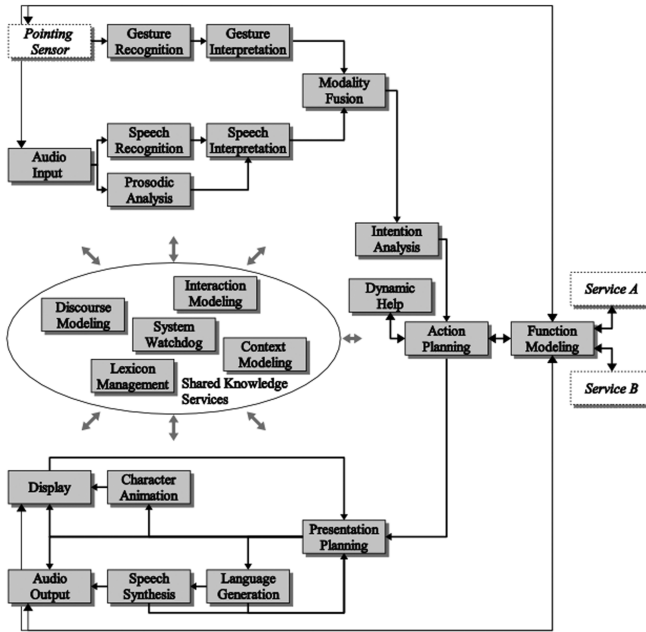 Pointing
Sensor
Gesture
Recognition
Gesture
Interpretation
Modality
Fusion
Audio
Input
Speech
Recognition
Speech
Interpretation
Prosodic
Analysis
Intention
Analysis
Interaction
Modeling
Discourse
Modeling
System
Watchdog
Context
Modeling
Lexicon
Management
Shared Knowledge
Services
Dynamic
Help
Action
Planning
Function
Modeling
Service A
Service B
Display
Character
Animation
Presentation
Planning
Audio
Output
Speech
Synthesis
Language
Generation